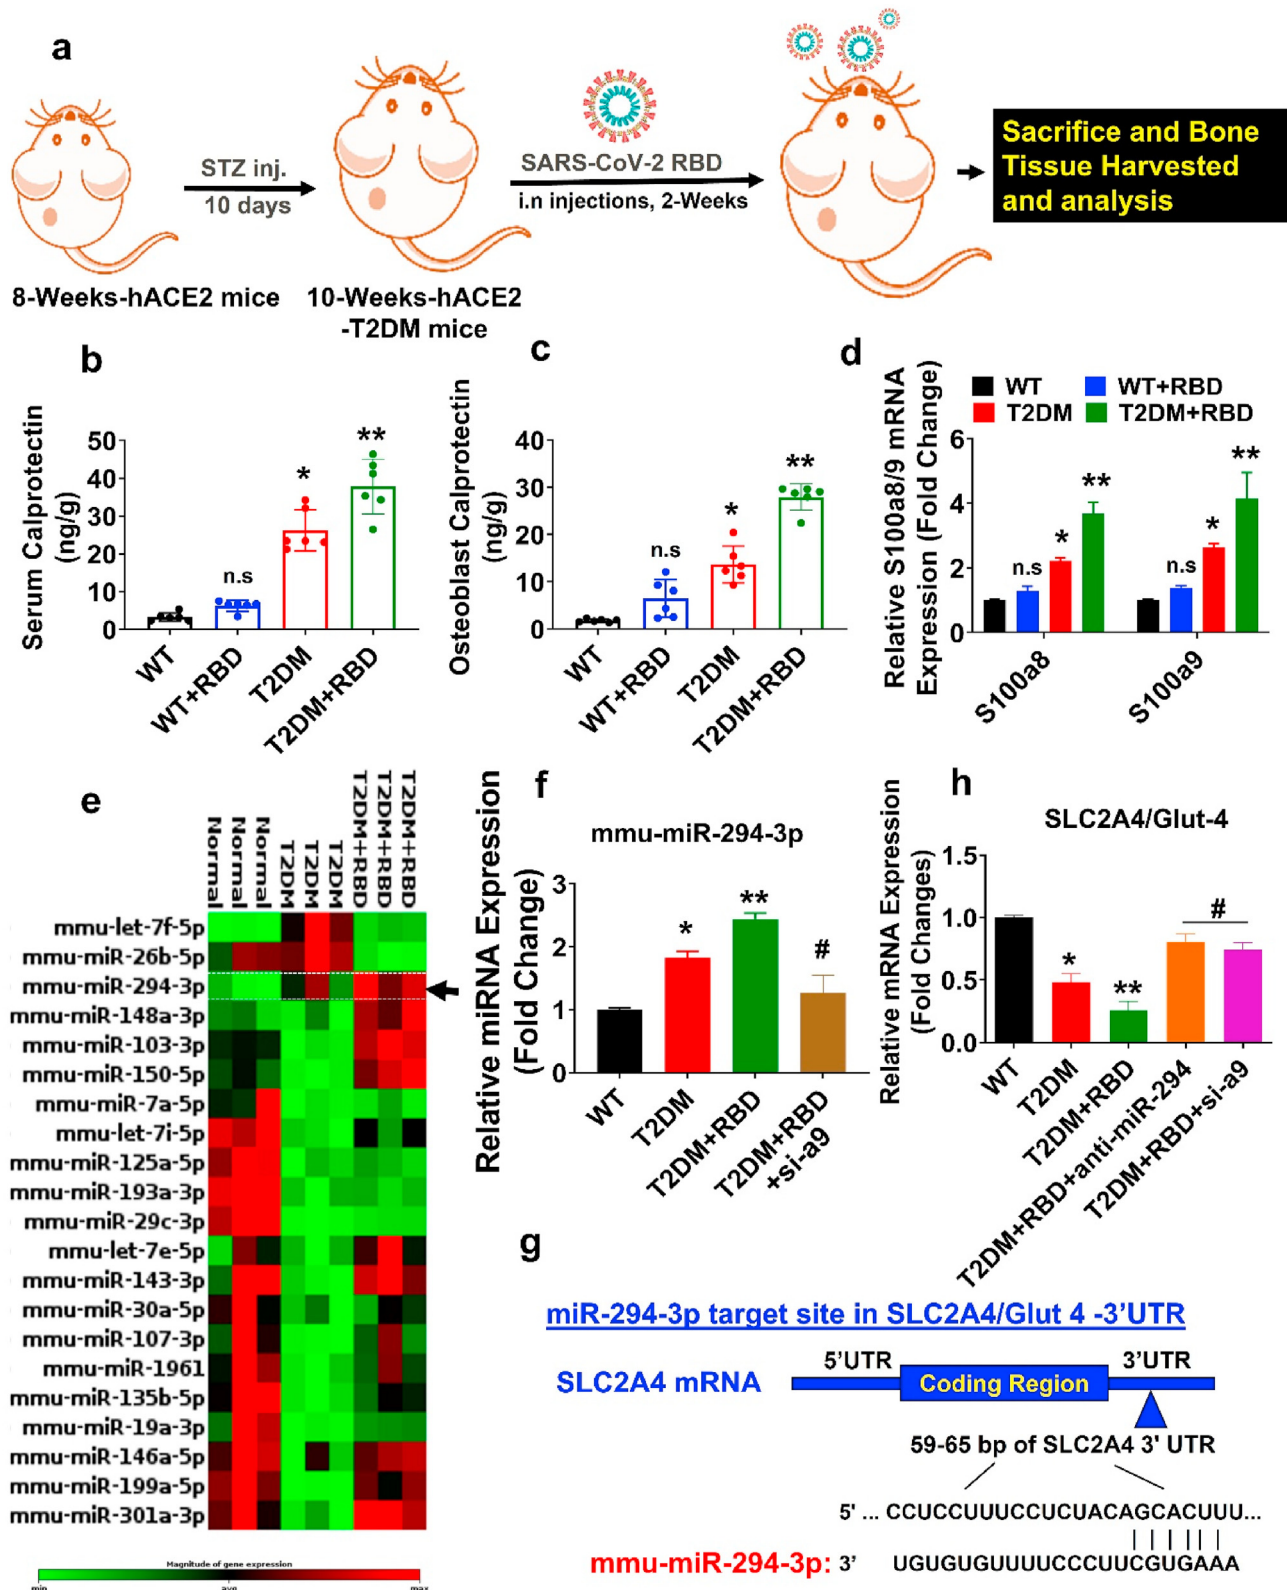 a
STZ inj.
10 days
SARS-CoV-2 RBD
i.n injections, 2-Weeks
Sacrifice and Bone
Tissue Harvested
and analysis
8-Weeks-hACE2 mice
10-Weeks-hACE2
-T2DM mice
b
Serum Calprotectin
(ng/g)
50
40
30
20
10
0
n.s
*
**
WT
WT+RBD
T2DM
T2DM+RBD
c
Osteoblast Calprotectin
(ng/g)
40
30
20
10
0
n.s
*
**
WT
WT+RBD
T2DM
T2DM+RBD
d
WT
WT+RBD
T2DM
T2DM+RBD
Relative S100a8/9 mRNA
Expression (Fold Change)
6
4
2
0
n.s
*
**
n.s
*
**
S100a8
S100a9
e
Normal
Normal
Normal
T2DM
T2DM
T2DM
T2DM+RBD
T2DM+RBD
T2DM+RBD
mmu-let-7f-5p
mmu-miR-26b-5p
mmu-miR-294-3p
mmu-miR-148a-3p
mmu-miR-103-3p
mmu-miR-150-5p
mmu-miR-7a-5p
mmu-let-7i-5p
mmu-miR-125a-5p
mmu-miR-193a-3p
mmu-miR-29c-3p
mmu-let-7e-5p
mmu-miR-143-3p
mmu-miR-30a-5p
mmu-miR-107-3p
mmu-miR-1961
mmu-miR-135b-5p
mmu-miR-19a-3p
mmu-miR-146a-5p
mmu-miR-199a-5p
mmu-miR-301a-3p
Magnitude of gene expression
min
avg
max
f
mmu-miR-294-3p
Relative miRNA Expression
(Fold Change)
3
2
1
0
*
**
#
WT
T2DM
T2DM+RBD
T2DM+RBD
+si-a9
h
SLC2A4/Glut-4
Relative mRNA Expression
(Fold Changes)
1.5
1.0
0.5
0.0
*
**
#
WT
T2DM
T2DM+RBD
T2DM+RBD+anti-miR-294
T2DM+RBD+si-a9
g
miR-294-3p target site in SLC2A4/Glut 4 -3'UTR
SLC2A4 mRNA
5'UTR
Coding Region
3'UTR
59-65 bp of SLC2A4 3' UTR
5' ... CCUCCUUUCCUCUACAGCACUUU...
mmu-miR-294-3p: 3' UGUGUGUUUUCCCUUCGUGAAA